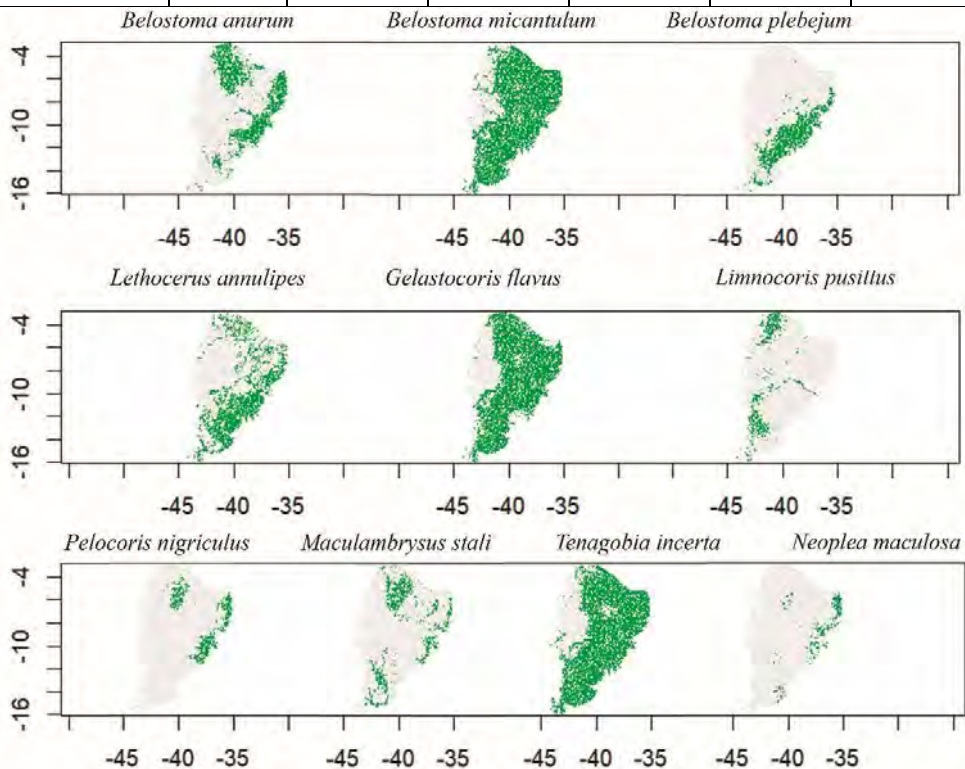 Belostoma anurum Belostoma micantulum Belostoma plebejum
-4
-10
-16
-45 -40 -35 -45 -40 -35 -45 -40 -35
Lethocerus annulipes Gelastocoris flavus Limnocoris pusillus
-4
-10
-16
-45 -40 -35 -45 -40 -35 -45 -40 -35
Pelocoris nigriculus Maculambrysus stali Tenagobia incerta Neoplea maculosa
-4
-10
-16
-45 -40 -35 -45 -40 -35 -45 -40 -35 -45 -40 -35